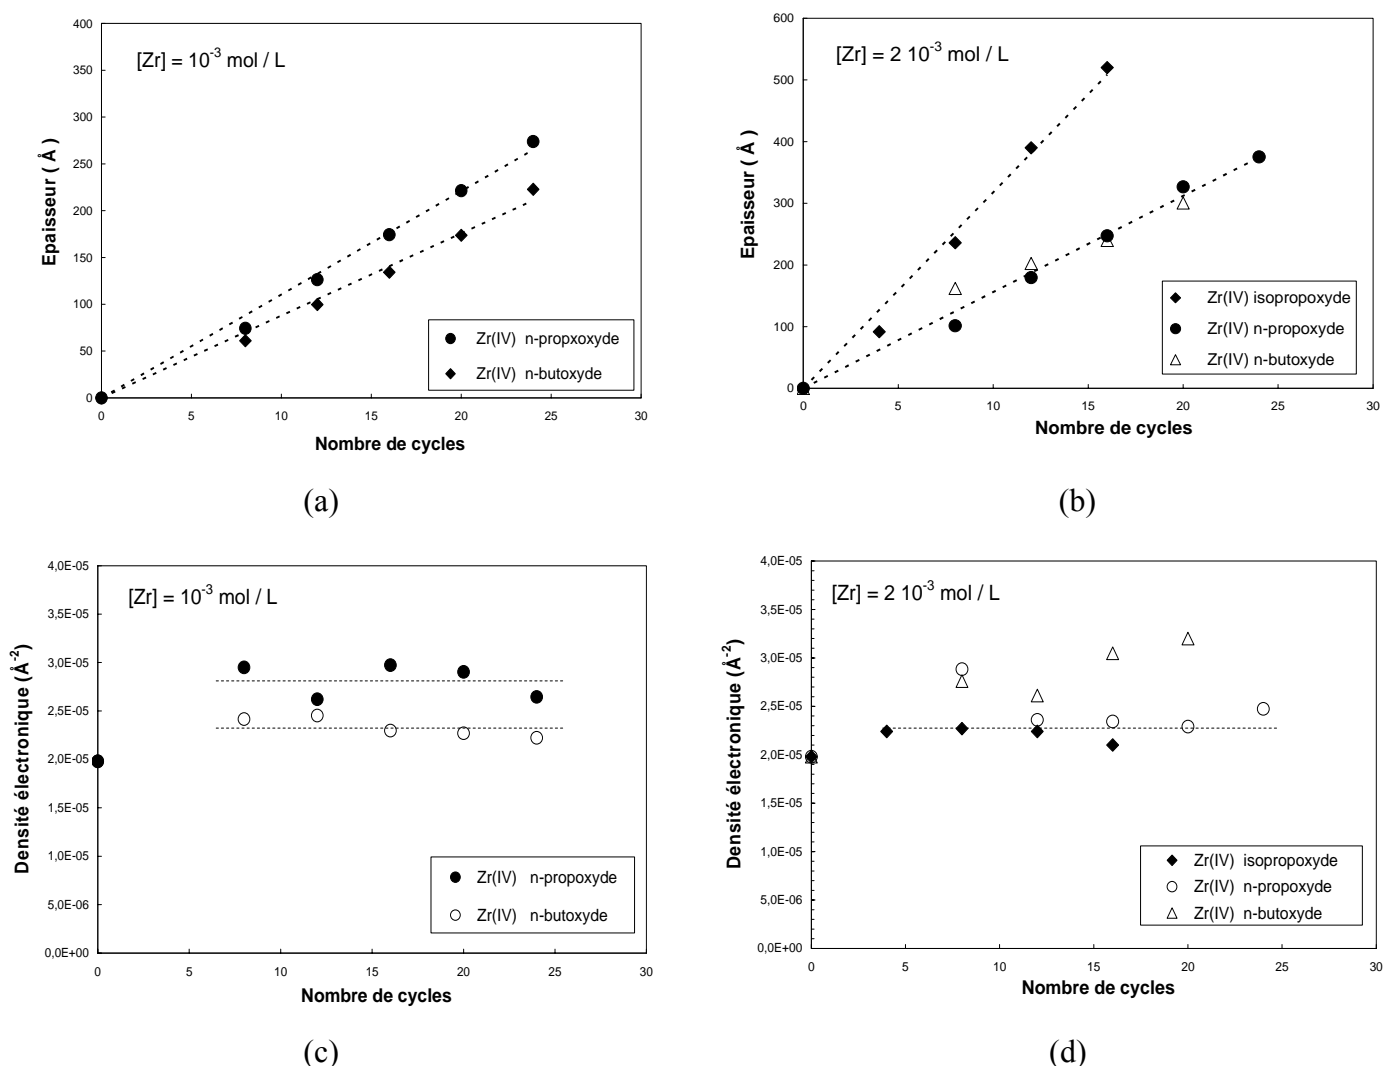 [Zr] = 10-3 mol / L
Epaisseur ( Å )
400
350
300
250
200
150
100
50
0
0 5 10 15 20 25 30
Nombre de cycles
Zr(IV) n-propxoxyde
Zr(IV) n-butoxyde
(a)
[Zr] = 2 10-3 mol / L
Epaisseur ( Å )
600
500
400
300
200
100
0
0 5 10 15 20 25 30
Nombre de cycles
Zr(IV) isopropoxyde
Zr(IV) n-propoxyde
Zr(IV) n-butoxyde
(b)
[Zr] = 10-3 mol / L
Densité électronique (Å-2)
4,0E-05
3,5E-05
3,0E-05
2,5E-05
2,0E-05
1,5E-05
1,0E-05
5,0E-06
0,0E+00
0 5 10 15 20 25 30
Nombre de cycles
Zr(IV) n-propoxyde
Zr(IV) n-butoxyde
(c)
[Zr] = 2 10-3 mol / L
Densité électronique (Å-2)
4,0E-05
3,5E-05
3,0E-05
2,5E-05
2,0E-05
1,5E-05
1,0E-05
5,0E-06
0,0E+00
0 5 10 15 20 25 30
Nombre de cycles
Zr(IV) isopropoxyde
Zr(IV) n-propoxyde
Zr(IV) n-butoxyde
(d)